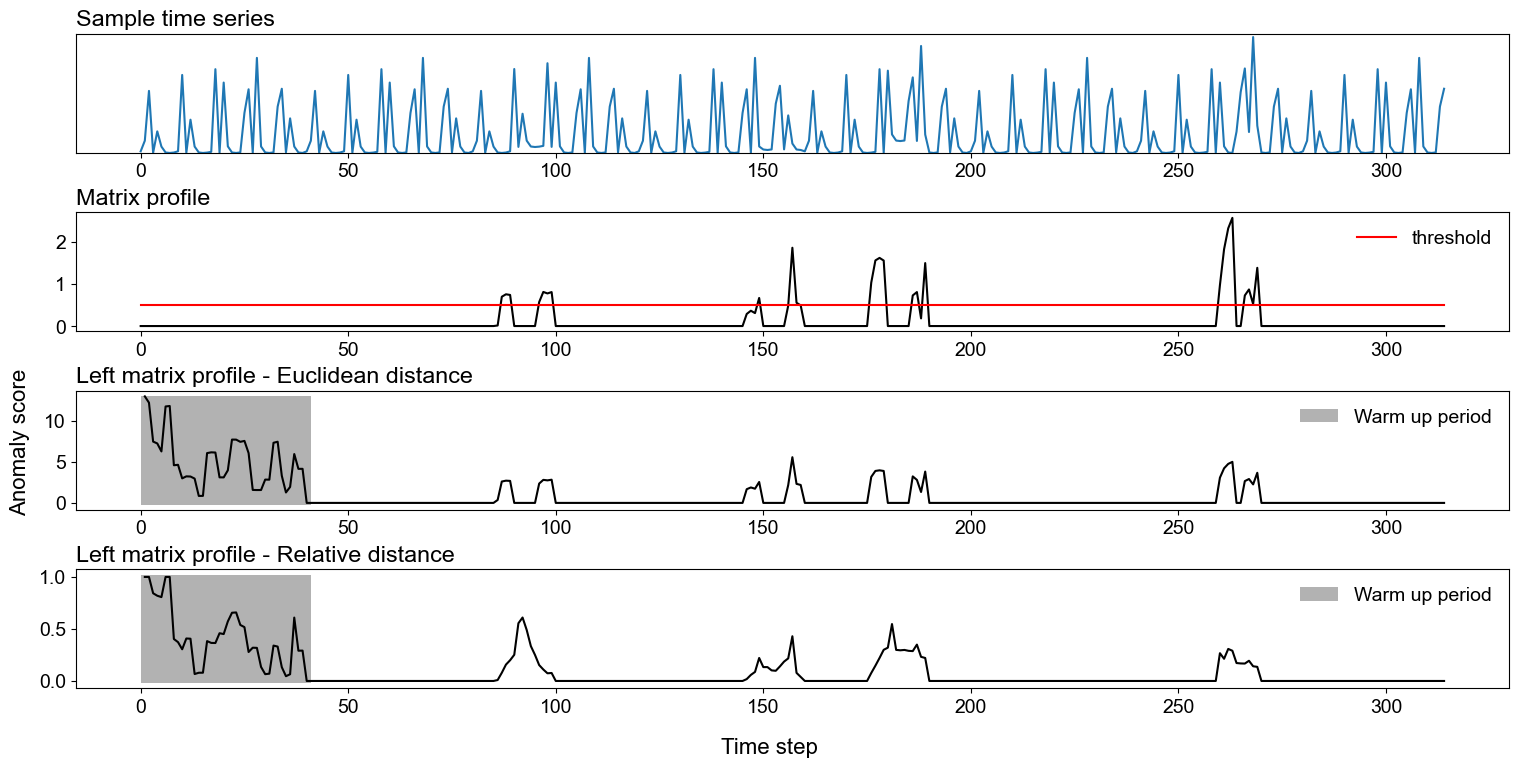 Sample time series
0 50 100 150 200 250 300
Matrix profile
2
1
0
threshold
0 50 100 150 200 250 300
Left matrix profile - Euclidean distance
10
5
0
Warm up period
0 50 100 150 200 250 300
Left matrix profile - Relative distance
1.0
0.5
0.0
Warm up period
0 50 100 150 200 250 300
Anomaly score
Time step